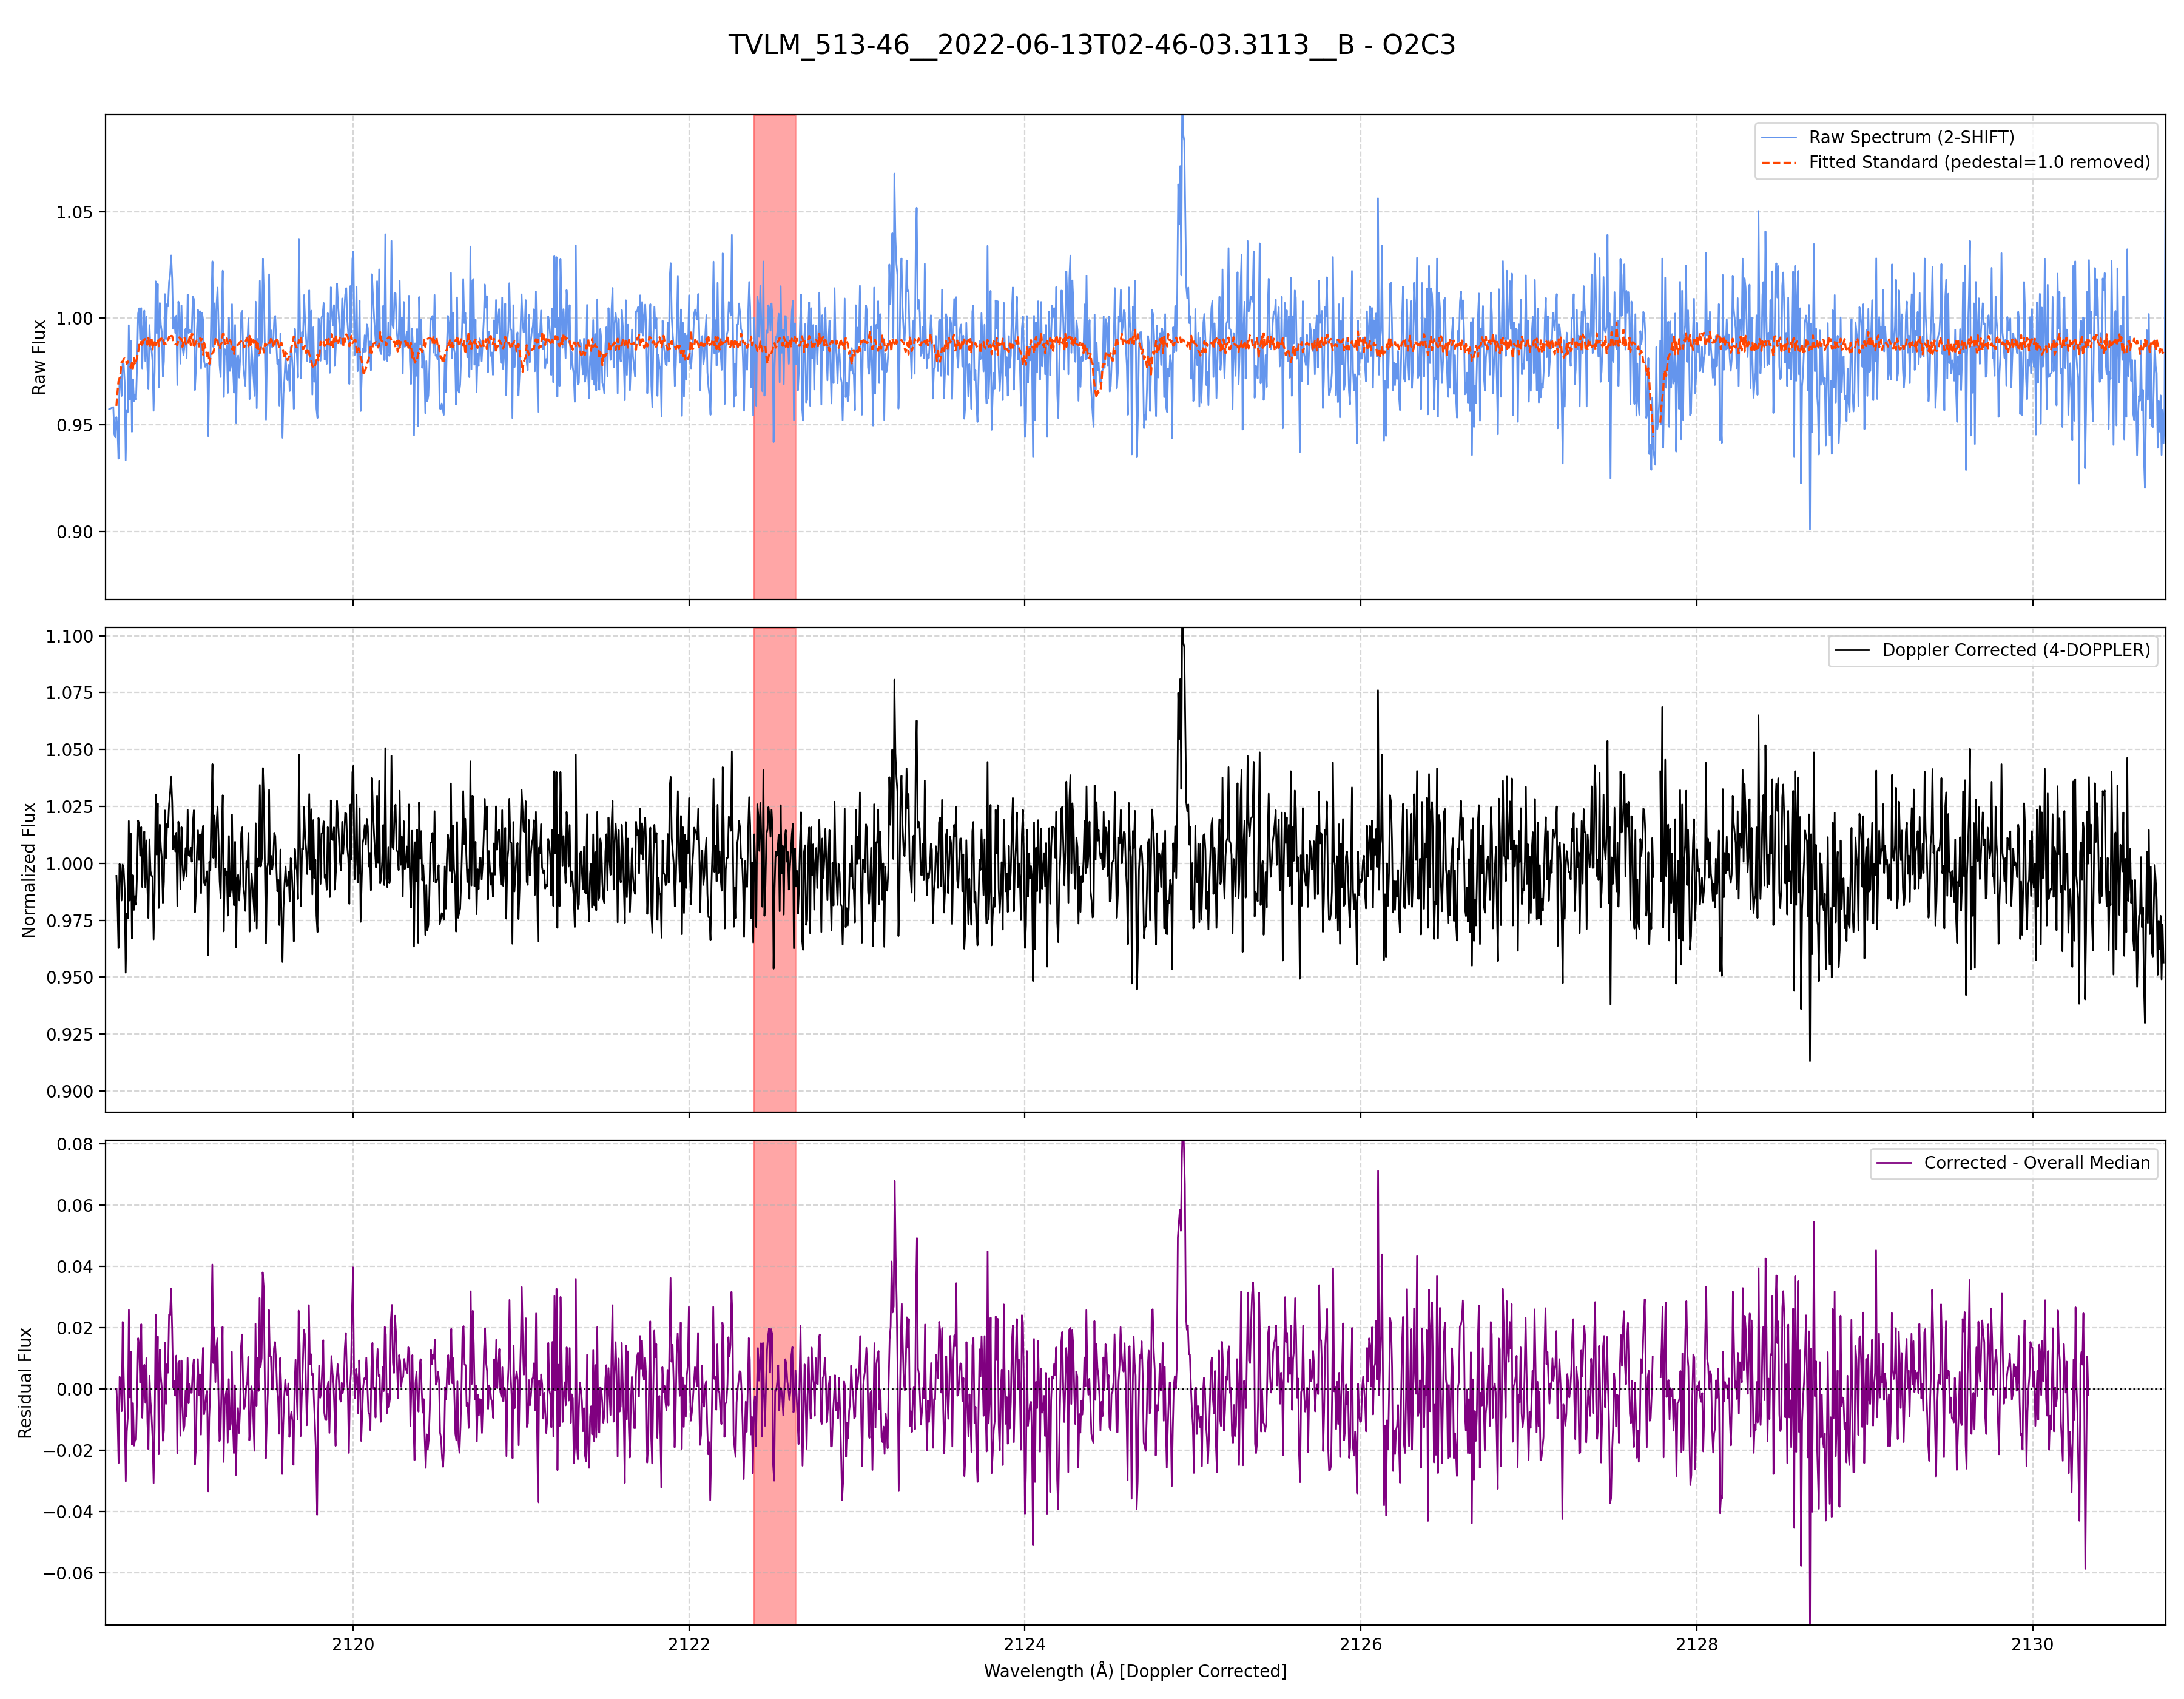 TVLM_513-46__2022-06-13T02-46-03.3113__B - O2C3
Raw Spectrum (2-SHIFT)
Fitted Standard (pedestal=1.0 removed)
Raw Flux
1.05
1.00
0.95
0.90
Doppler Corrected (4-DOPPLER)
Normalized Flux
1.100
1.075
1.050
1.025
1.000
0.975
0.950
0.925
0.900
Corrected - Overall Median
Residual Flux
0.08
0.06
0.04
0.02
0.00
−0.02
−0.04
−0.06
2120 2122 2124 2126 2128 2130
Wavelength (Å) [Doppler Corrected]